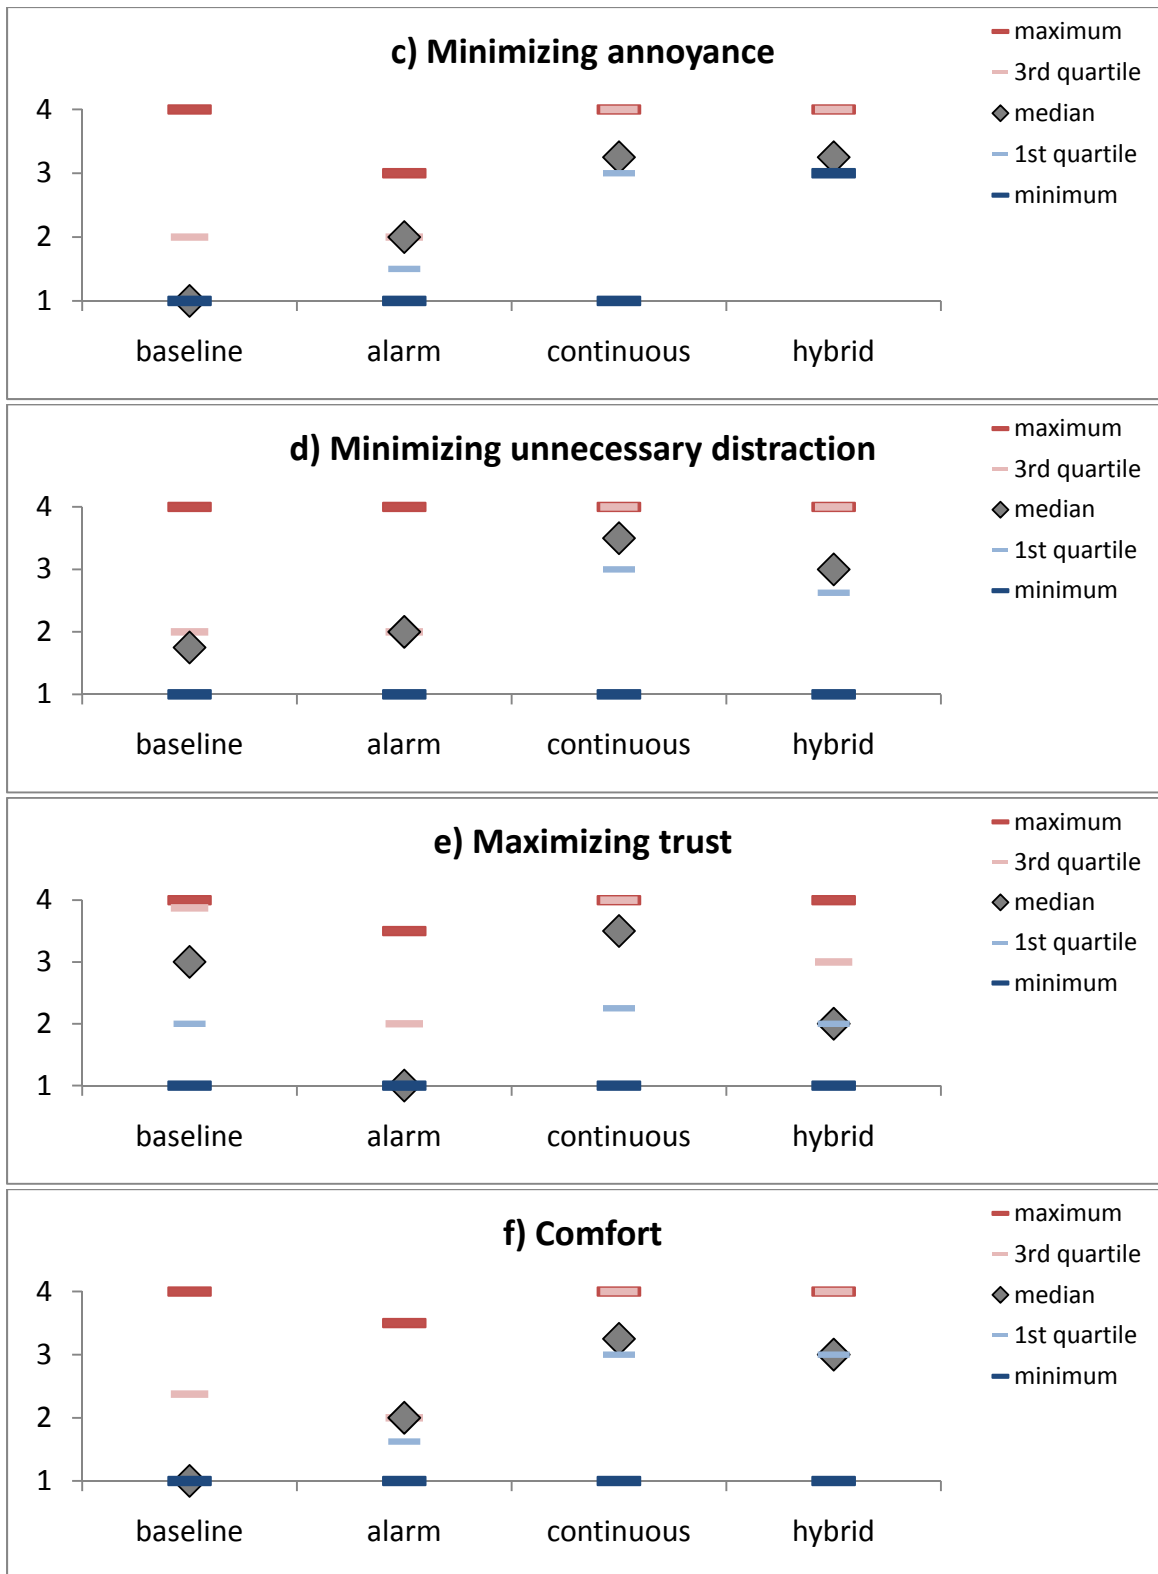 c) Minimizing annoyance
maximum
3rd quartile
median
1st quartile
minimum
4
3
2
1
baseline alarm continuous hybrid
d) Minimizing unnecessary distraction
maximum
3rd quartile
median
1st quartile
minimum
4
3
2
1
baseline alarm continuous hybrid
e) Maximizing trust
maximum
3rd quartile
median
1st quartile
minimum
4
3
2
1
baseline alarm continuous hybrid
f) Comfort
maximum
3rd quartile
median
1st quartile
minimum
4
3
2
1
baseline alarm continuous hybrid